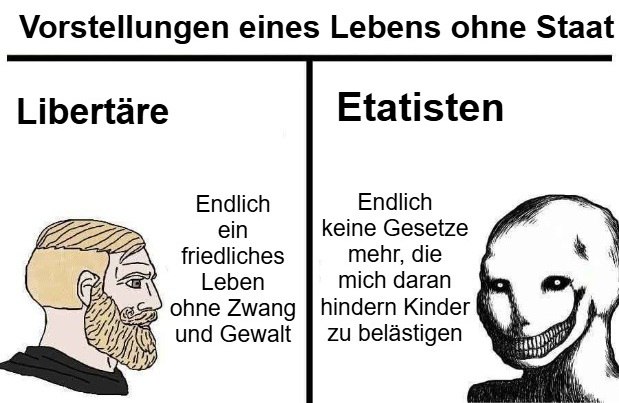 Vorstellungen eines Lebens ohne Staat
Libertäre
Etatisten
Endlich
ein
friedliches
Leben
ohne Zwang
und Gewalt
Endlich
keine Gesetze
mehr, die
mich daran
hindern Kinder
zu belästigen